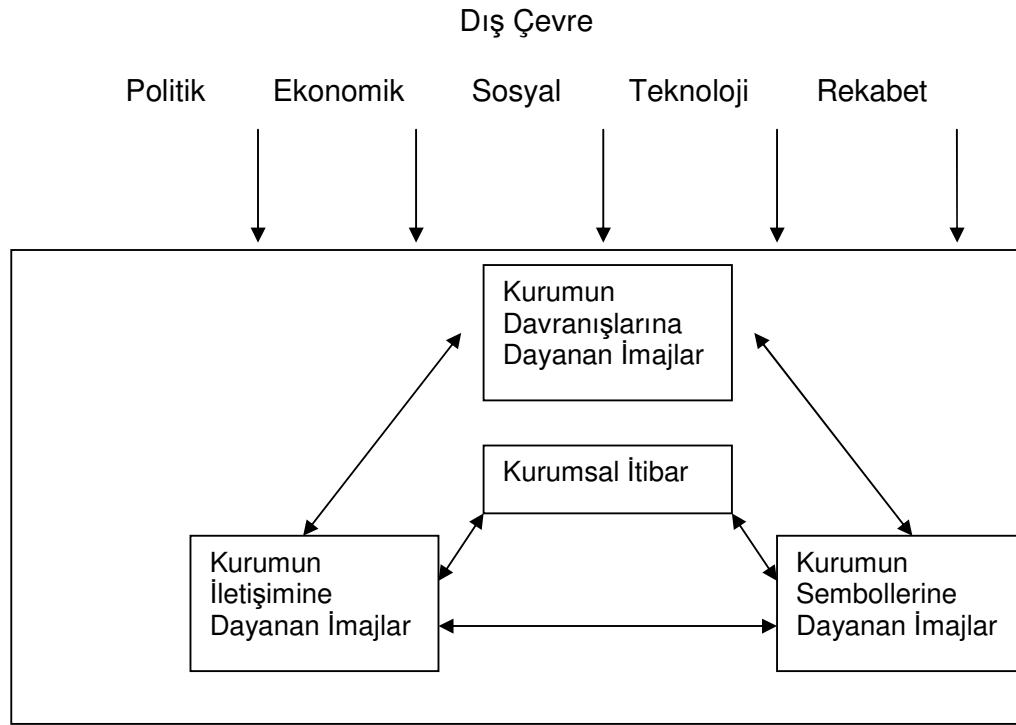 Dış Çevre
Politik Ekonomik Sosyal Teknoloji Rekabet
Kurumun
Davranışlarına
Dayanan İmajlar
Kurumsal İtibar
Kurumun
İletişimine
Dayanan İmajlar
Kurumun
Sembollerine
Dayanan İmajlar